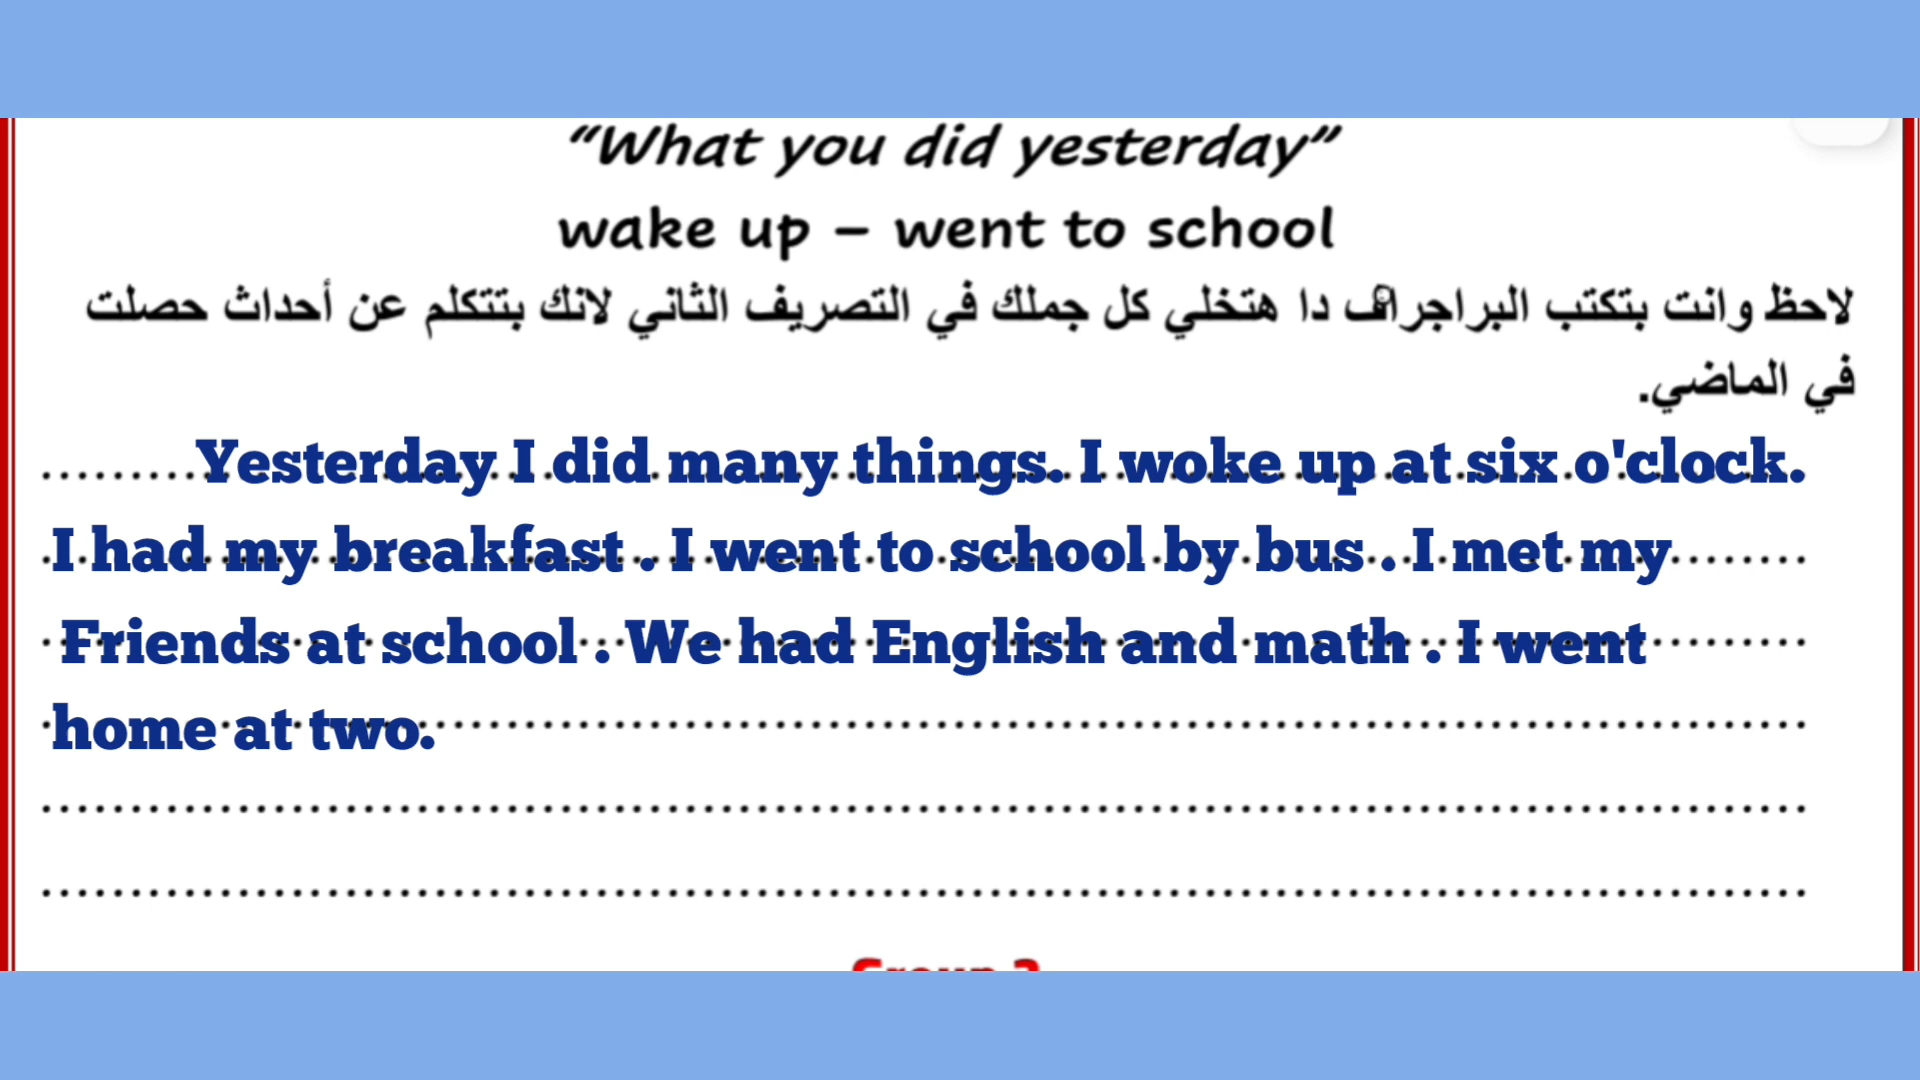 “What you did yesterday”
wake up – went to school
لاحظ وانت بتكتب البراجراف دا هتخلي كل جملك في التصريف الثاني لانك بتتكلم عن أحداث حصلت
في الماضي.
Yesterday I did many things. I woke up at six o'clock.
I had my breakfast . I went to school by bus . I met my
Friends at school . We had English and math . I went
home at two.